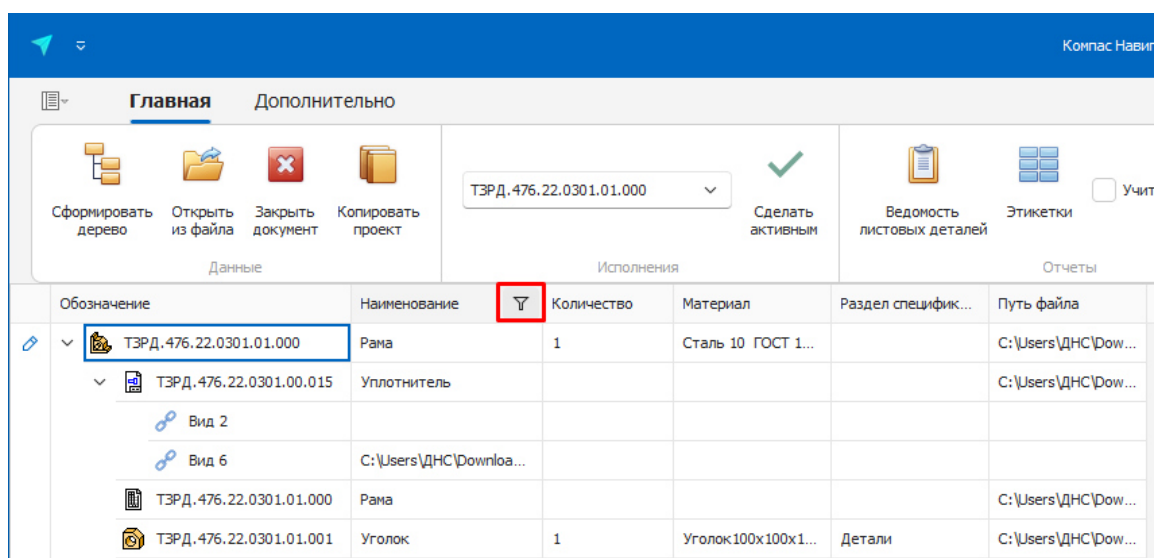 Компас Навиг
Главная Дополнительно
ТЗРД.476.22.0301.01.000
Учит
Сформировать дерево
Открыть из файла
Закрыть документ
Копировать проект
Сделать активным
Ведомость листовых деталей
Этикетки
Данные Исполнения Отчеты
Обозначение Наименование Количество Материал Раздел специфик... Путь файла
ТЗРД.476.22.0301.01.000 Рама 1 Сталь 10 ГОСТ 1... C:\Users\ДНС\Dow...
ТЗРД.476.22.0301.00.015 Уплотнитель C:\Users\ДНС\Dow...
Вид 2
Вид 6 C:\Users\ДНС\Downloa...
ТЗРД.476.22.0301.01.000 Рама C:\Users\ДНС\Dow...
ТЗРД.476.22.0301.01.001 Уголок 1 Уголок100х100х1... Детали C:\Users\ДНС\Dow...